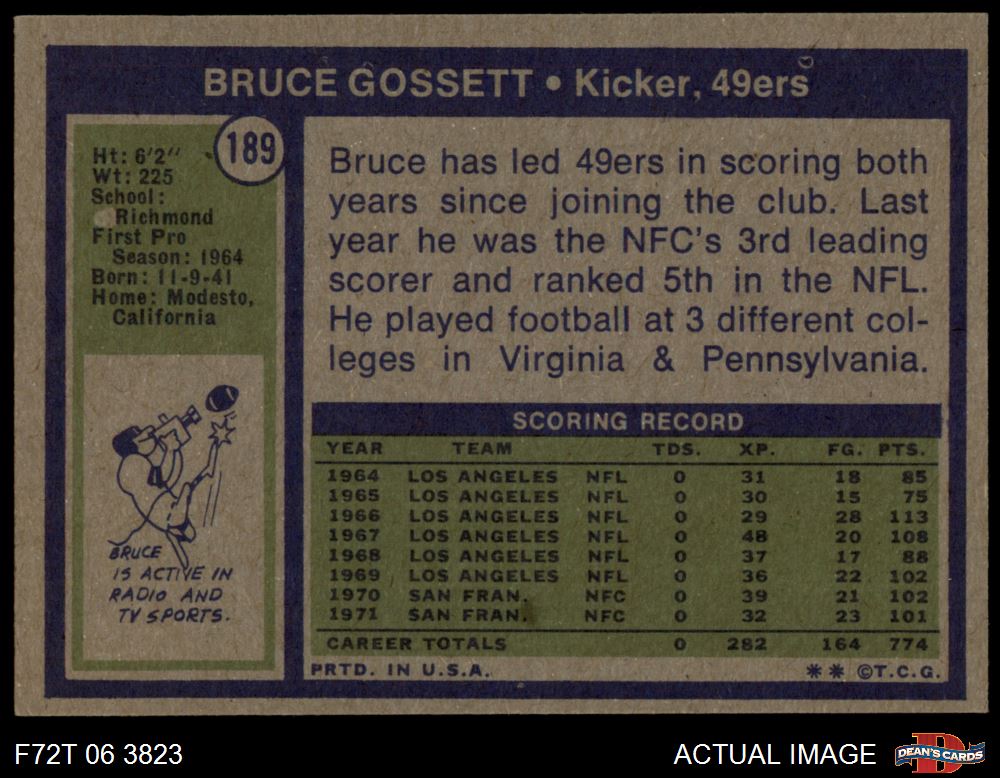 BRUCE GOSSETT • Kicker, 49ers
189
Ht: 6'2"
Wt: 225
School:
Richmond
First Pro
Season: 1964
Born: 11-9-41
Home: Modesto,
California
BRUCE
IS ACTIVE IN
RADIO AND
TV SPORTS.
Bruce has led 49ers in scoring both
years since joining the club. Last
year he was the NFC's 3rd leading
scorer and ranked 5th in the NFL.
He played football at 3 different col-
leges in Virginia & Pennsylvania.
SCORING RECORD
YEAR TEAM TDS. XP. FG. PTS.
1964 LOS ANGELES NFL 0 31 18 85
1965 LOS ANGELES NFL 0 30 15 75
1966 LOS ANGELES NFL 0 29 28 113
1967 LOS ANGELES NFL 0 48 20 108
1968 LOS ANGELES NFL 0 37 17 88
1969 LOS ANGELES NFL 0 36 22 102
1970 SAN FRAN. NFC 0 39 21 102
1971 SAN FRAN. NFC 0 32 23 101
CAREER TOTALS 0 282 164 774
PRTD. IN U.S.A. ** ©T.C.G.
F72T 06 3823
ACTUAL IMAGE
DEAN'S CARDS